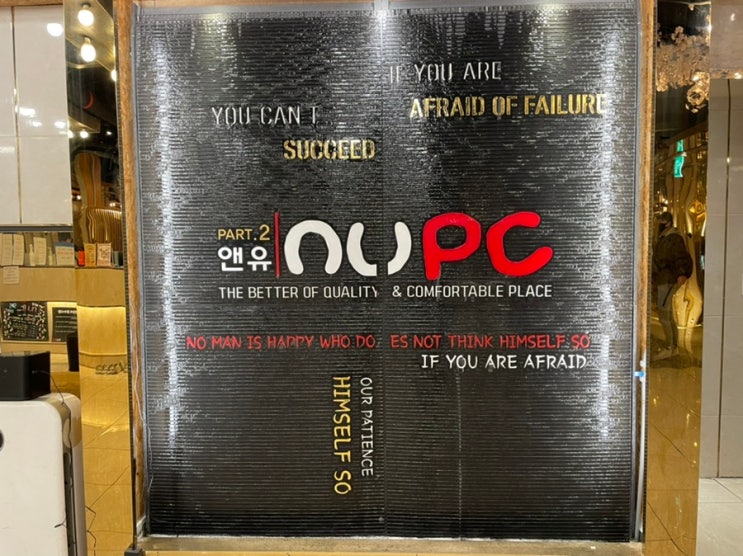 IF YOU ARE
AFRAID OF FAILURE
YOU CAN T
SUCCEED
PART.2
앤유
nUPC
THE BETTER OF QUALITY & COMFORTABLE PLACE
NO MAN IS HAPPY WHO DO ES NOT THINK HIMSELF SO
IF YOU ARE AFRAID
OUR PATIENCE
HIMSELF SO